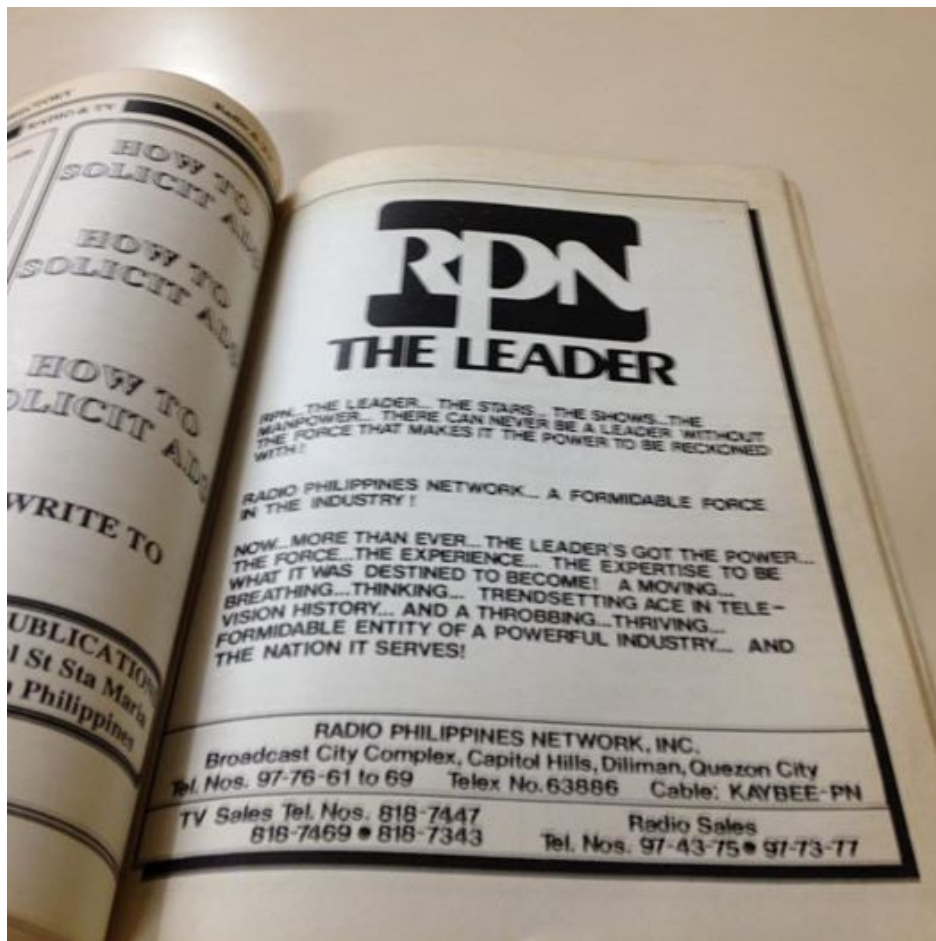 RADIO & TV
HOW TO
SOLICIT ADS
HOW TO
SOLICIT ADS
HOW TO
OLICIT ADS
WRITE TO
UBLICATION
l St Sta Maria
Philippines
RPN
THE LEADER
RPN... THE LEADER... THE STARS... THE SHOWS...THE
MANPOWER... THERE CAN NEVER BE A LEADER WITHOUT
THE FORCE THAT MAKES IT THE POWER TO BE RECKONED
WITH!
RADIO PHILIPPINES NETWORK... A FORMIDABLE FORCE
IN THE INDUSTRY!
NOW...MORE THAN EVER... THE LEADER'S GOT THE POWER...
THE FORCE...THE EXPERIENCE... THE EXPERTISE TO BE
WHAT IT WAS DESTINED TO BECOME! A MOVING...
BREATHING...THINKING... TRENDSETTING ACE IN TELE-
VISION HISTORY... AND A THROBBING...THRIVING...
FORMIDABLE ENTITY OF A POWERFUL INDUSTRY... AND
THE NATION IT SERVES!
RADIO PHILIPPINES NETWORK, INC.
Broadcast City Complex, Capitol Hills, Diliman, Quezon City
Tel. Nos. 97-76-61 to 69 Telex No. 63886 Cable: KAYBEE-PN
TV Sales Tel. Nos. 818-7447
818-7469 ● 818-7343
Radio Sales
Tel. Nos. 97-43-75 ● 97-73-77